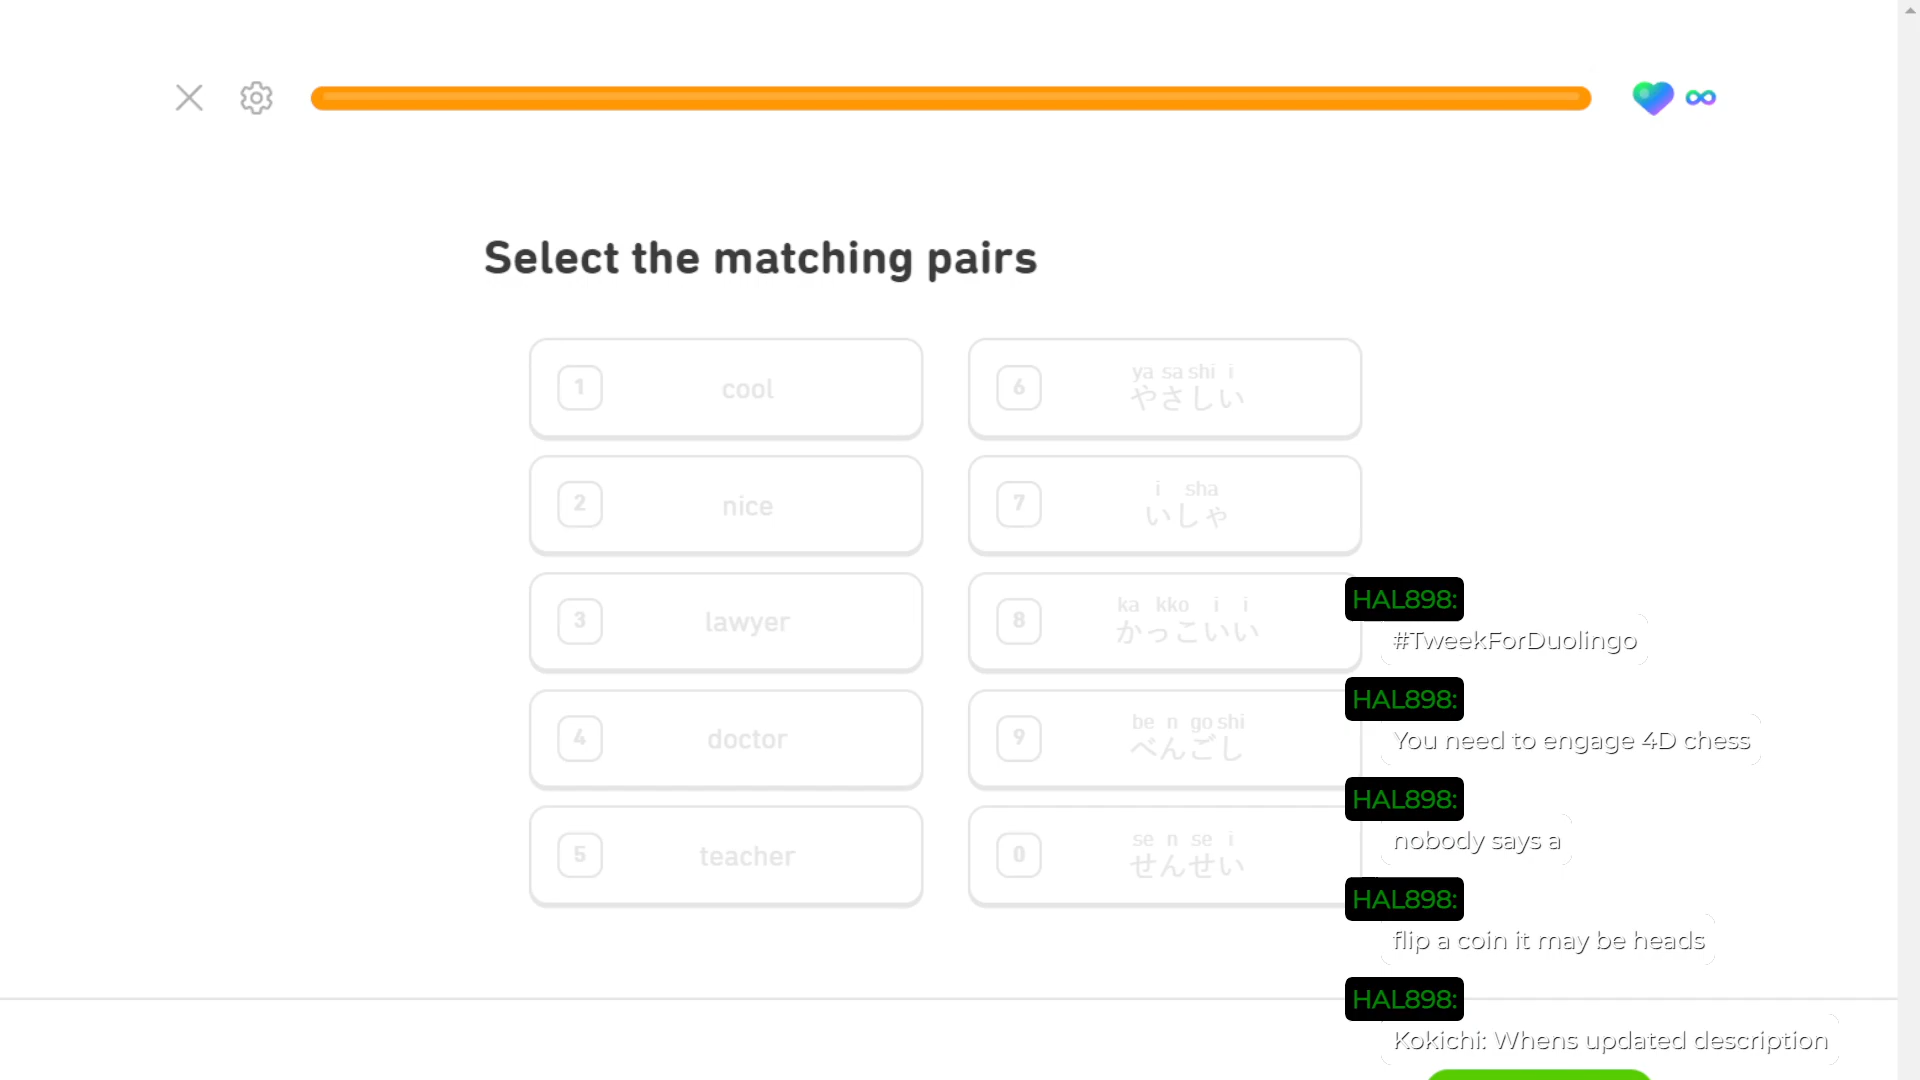 Select the matching pairs
1 cool
2 nice
3 lawyer
4 doctor
5 teacher
ya sa shi i
6 やさしい
i sha
7 いしゃ
ka kko i i
8 かっこいい
be n go shi
9 べんごし
se n se i
0 せんせい
HAL898:
#TweekForDuolingo
HAL898:
You need to engage 4D chess
HAL898:
nobody says a
HAL898:
flip a coin it may be heads
HAL898:
Kokichi: Whens updated description